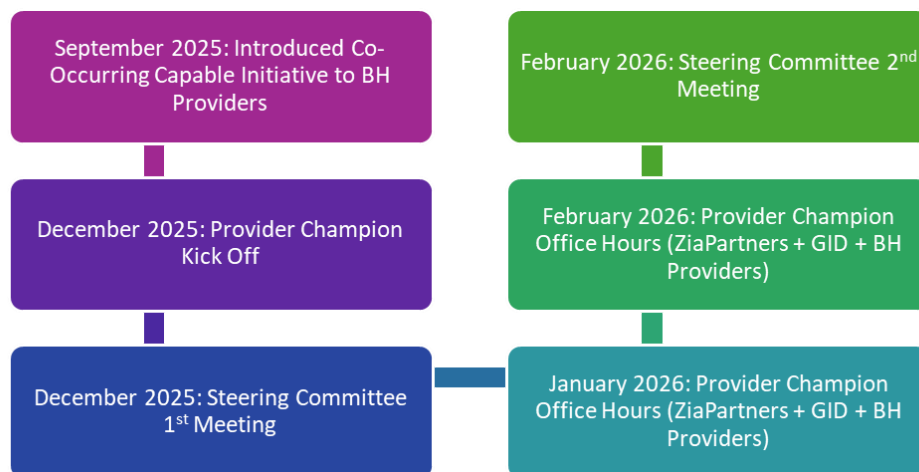 September 2025: Introduced Co-
Occurring Capable Initiative to BH
Providers
December 2025: Provider Champion
Kick Off
December 2025: Steering Committee
1st Meeting
January 2026: Provider Champion
Office Hours (ZiaPartners + GID + BH
Providers)
February 2026: Provider Champion
Office Hours (ZiaPartners + GID + BH
Providers)
February 2026: Steering Committee 2nd
Meeting